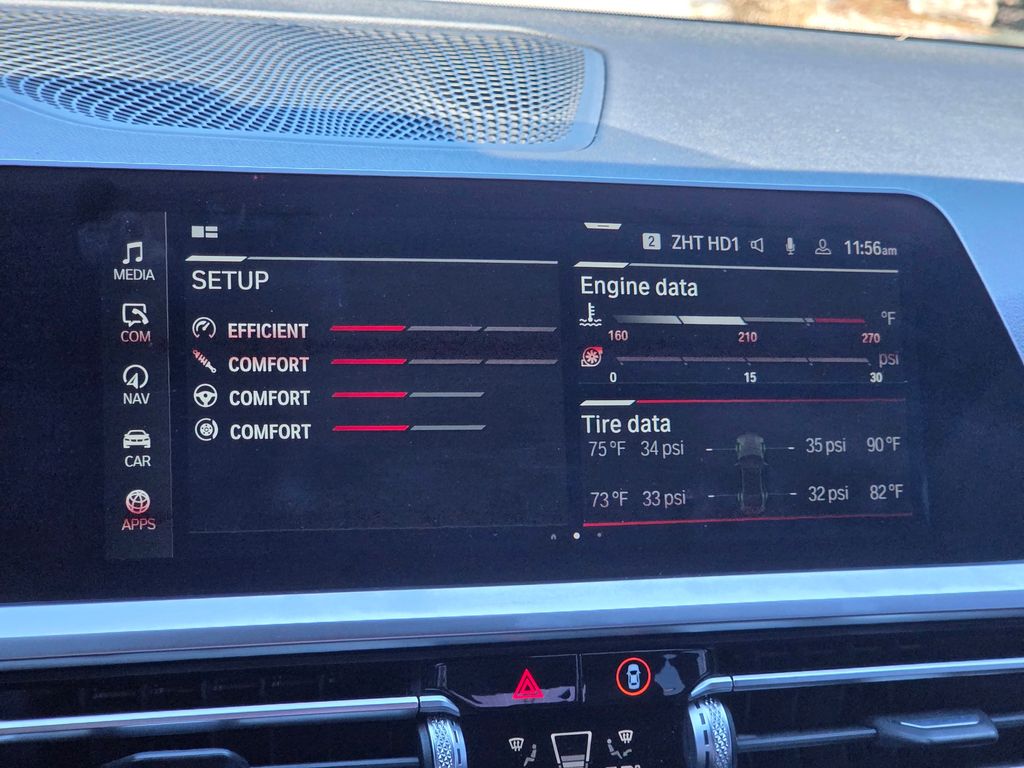 2 ZHT HD1 11:56am
MEDIA
COM
NAV
CAR
APPS
SETUP
EFFICIENT
COMFORT
COMFORT
COMFORT
Engine data
°F
160 210 270
psi
0 15 30
Tire data
75°F 34 psi 35 psi 90°F
73°F 33 psi 32 psi 82°F